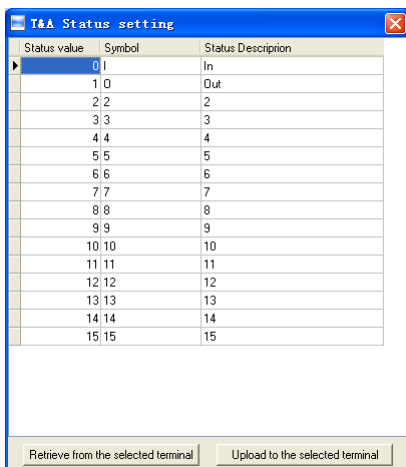 T&A Status setting
Status value Symbol Status Descriprion
0 I In
1 O Out
2 2 2
3 3 3
4 4 4
5 5 5
6 6 6
7 7 7
8 8 8
9 9 9
10 10 10
11 11 11
12 12 12
13 13 13
14 14 14
15 15 15
Retrieve from the selected terminal Upload to the selected terminal